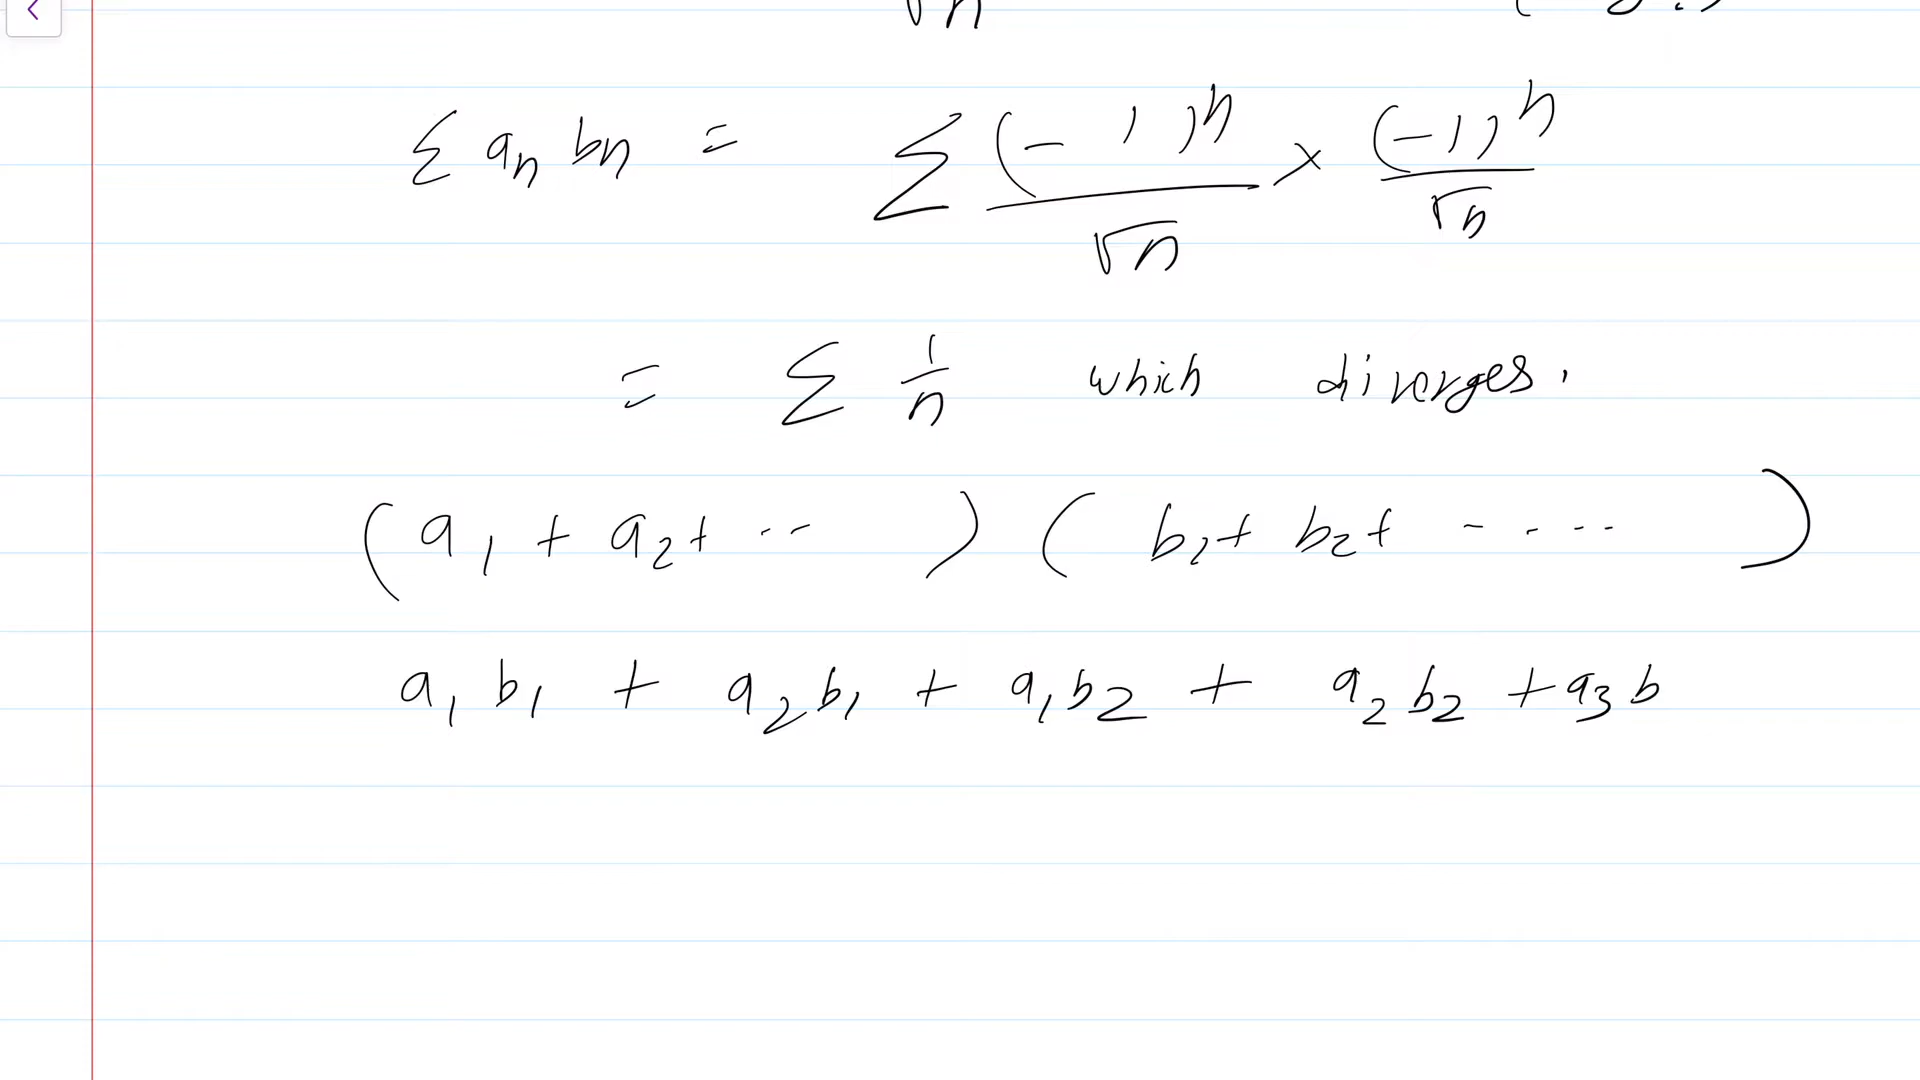 √n
Σ aₙ bₙ = Σ (-1)ⁿ/√n × (-1)ⁿ/√n
= Σ 1/n which diverges.
(a₁ + a₂ + ...) (b₁ + b₂ + .....)
a₁b₁ + a₂b₁ + a₁b₂ + a₂b₂ + a₃b